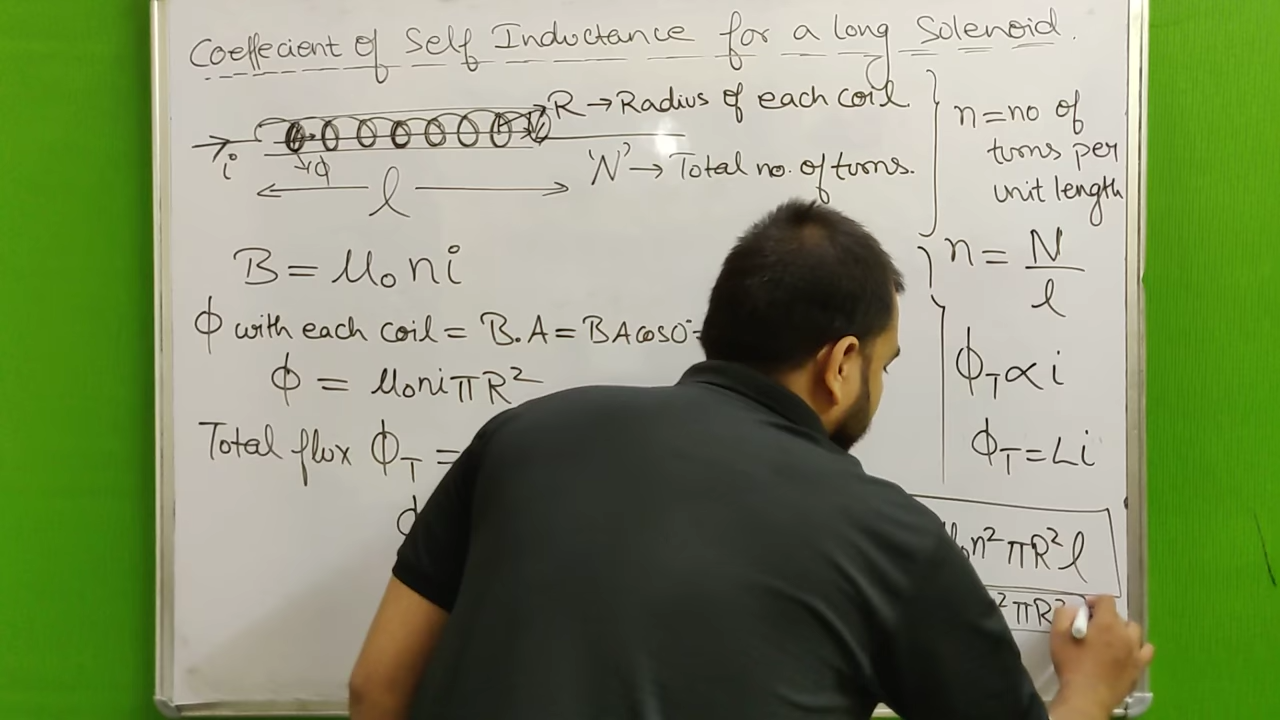 Coeffecient of Self Inductance for a long Solenoid.
R → Radius of each coil
i
ϕ
'N' → Total no. of turns.
l
n = no of
turns per
unit length
n = N/l
B = μ₀ni
ϕ with each coil = B.A = BAcos0°
ϕ = μ₀niπR²
Total flux ϕ_T =
ϕ_T ∝ i
ϕ_T = Li
n²πR²l
²πR²